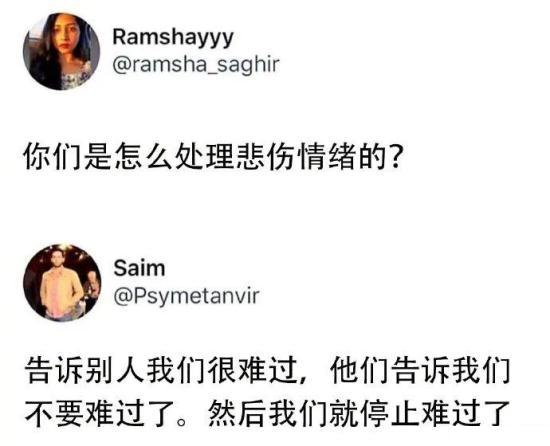 Ramshayyy
@ramsha_saghir
你们是怎么处理悲伤情绪的？
Saim
@Psymetanvir
告诉别人我们很难过，他们告诉我们
不要难过了。然后我们就停止难过了